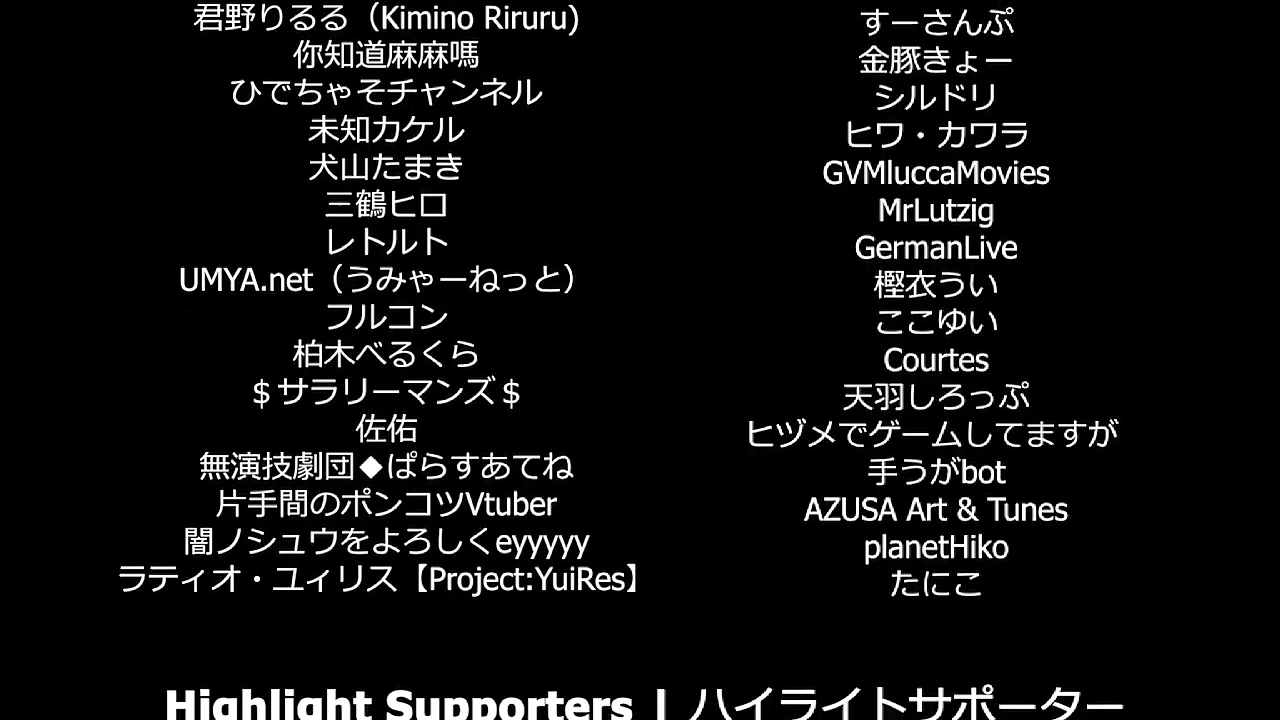 君野りるる（Kimino Riruru)
你知道麻麻嗎
ひでちゃそチャンネル
未知カケル
犬山たまき
三鶴ヒロ
レトルト
UMYA.net（うみゃーねっと）
フルコン
柏木べるくら
＄サラリーマンズ＄
佐佑
無演技劇団◆ぱらすあてね
片手間のポンコツVtuber
闇ノシュウをよろしくeyyyyy
ラティオ・ユィリス【Project:YuiRes】
すーさんぷ
金豚きょー
シルドリ
ヒワ・カワラ
GVMluccaMovies
MrLutzig
GermanLive
樫衣うい
ここゆい
Courtes
天羽しろっぷ
ヒヅメでゲームしてますが
手うがbot
AZUSA Art & Tunes
planetHiko
たにこ
Highlight Supporters | ハイライトサポーター